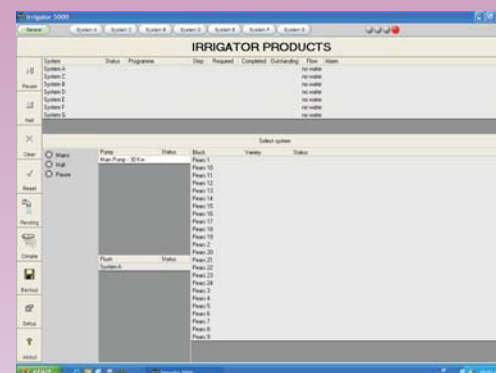 Irrigator 5000
General System A System C System B System D System E System F System G
IRRIGATOR PRODUCTS
System Status Programme Step Required Completed Outstanding Flow Alarm
System A no water
System C no water
System B no water
System D no water
System E no water
System F no water
System G no water
Pause
Halt
Clear
Reset
Pending
Climate
Backup
Setup
About
Select system
Mains
Halt
Pause
Pump Status
Main Pump - 30 Kw
Flush Status
System A
Block Variety Status
Pears 1
Pears 10
Pears 11
Pears 12
Pears 13
Pears 14
Pears 15
Pears 16
Pears 17
Pears 18
Pears 19
Pears 2
Pears 20
Pears 21
Pears 22
Pears 23
Pears 24
Pears 3
Pears 4
Pears 5
Pears 6
Pears 7
Pears 8
Pears 9
start